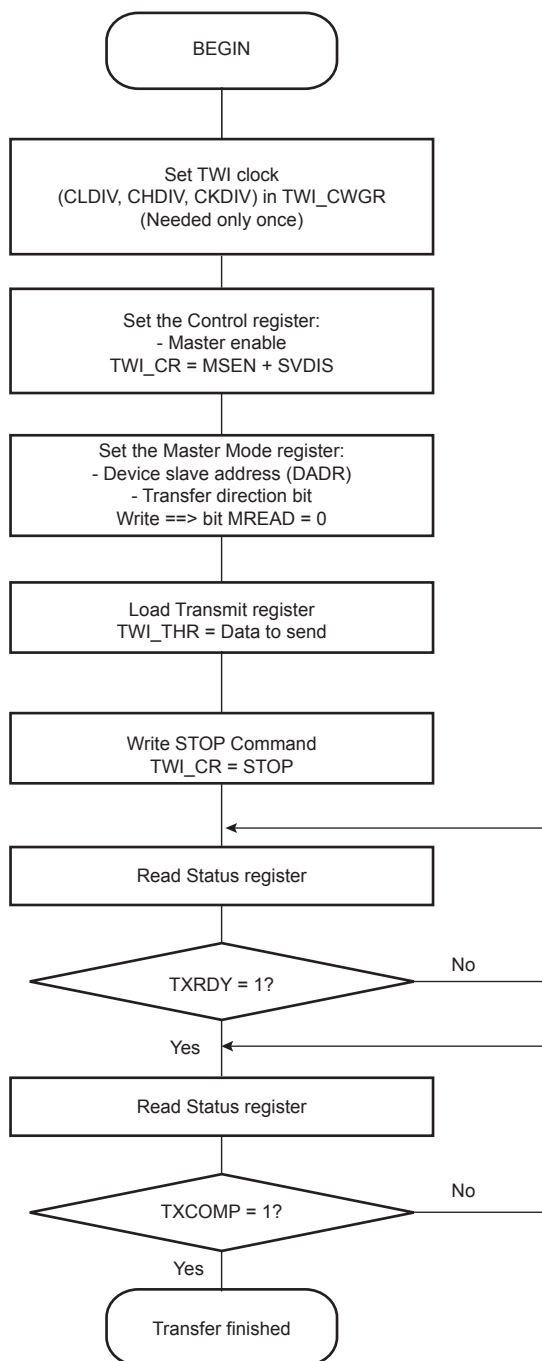 BEGIN
Set TWI clock
(CLDIV, CHDIV, CKDIV) in TWI_CWGR
(Needed only once)
Set the Control register:
- Master enable
TWI_CR = MSEN + SVDIS
Set the Master Mode register:
- Device slave address (DADR)
- Transfer direction bit
Write ==> bit MREAD = 0
Load Transmit register
TWI_THR = Data to send
Write STOP Command
TWI_CR = STOP
Read Status register
TXRDY = 1?
No
Yes
Read Status register
TXCOMP = 1?
No
Yes
Transfer finished